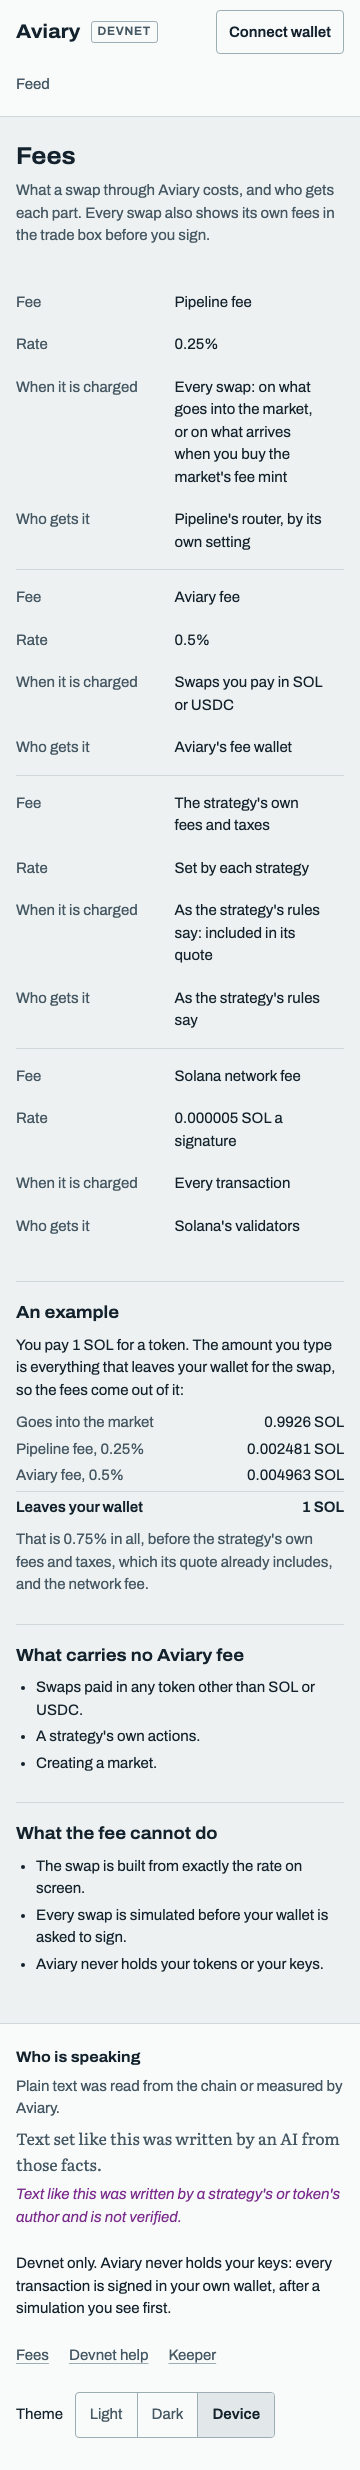 Aviary DEVNET Connect wallet
Feed
Fees
What a swap through Aviary costs, and who gets
each part. Every swap also shows its own fees in
the trade box before you sign.
Fee Pipeline fee
Rate 0.25%
When it is charged Every swap: on what
goes into the market,
or on what arrives
when you buy the
market's fee mint
Who gets it Pipeline's router, by its
own setting
Fee Aviary fee
Rate 0.5%
When it is charged Swaps you pay in SOL
or USDC
Who gets it Aviary's fee wallet
Fee The strategy's own
fees and taxes
Rate Set by each strategy
When it is charged As the strategy's rules
say: included in its
quote
Who gets it As the strategy's rules
say
Fee Solana network fee
Rate 0.000005 SOL a
signature
When it is charged Every transaction
Who gets it Solana's validators
An example
You pay 1 SOL for a token. The amount you type
is everything that leaves your wallet for the swap,
so the fees come out of it:
Goes into the market 0.9926 SOL
Pipeline fee, 0.25% 0.002481 SOL
Aviary fee, 0.5% 0.004963 SOL
Leaves your wallet 1 SOL
That is 0.75% in all, before the strategy's own
fees and taxes, which its quote already includes,
and the network fee.
What carries no Aviary fee
• Swaps paid in any token other than SOL or
USDC.
• A strategy's own actions.
• Creating a market.
What the fee cannot do
• The swap is built from exactly the rate on
screen.
• Every swap is simulated before your wallet is
asked to sign.
• Aviary never holds your tokens or your keys.
Who is speaking
Plain text was read from the chain or measured by
Aviary.
Text set like this was written by an AI from
those facts.
Text like this was written by a strategy's or token's
author and is not verified.
Devnet only. Aviary never holds your keys: every
transaction is signed in your own wallet, after a
simulation you see first.
Fees Devnet help Keeper
Theme Light Dark Device